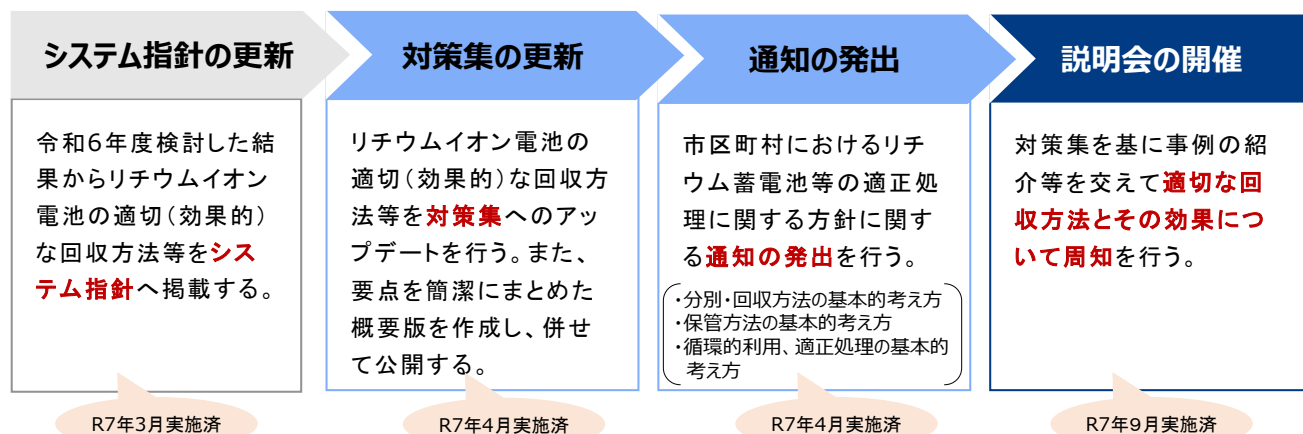 システム指針の更新
令和6年度検討した結
果からリチウムイオン
電池の適切(効果的)
な回収方法等をシス
テム指針へ掲載する。
R7年3月実施済
対策集の更新
リチウムイオン電池の
適切(効果的)な回収方
法等を対策集へのアッ
プデートを行う。また、
要点を簡潔にまとめた
概要版を作成し、併せ
て公開する。
R7年4月実施済
通知の発出
市区町村におけるリチ
ウム蓄電池等の適正処
理に関する方針に関す
る通知の発出を行う。
・分別・回収方法の基本的考え方
・保管方法の基本的考え方
・循環的利用、適正処理の基本的
考え方
R7年4月実施済
説明会の開催
対策集を基に事例の紹
介等を交えて適切な回
収方法とその効果につ
いて周知を行う。
R7年9月実施済